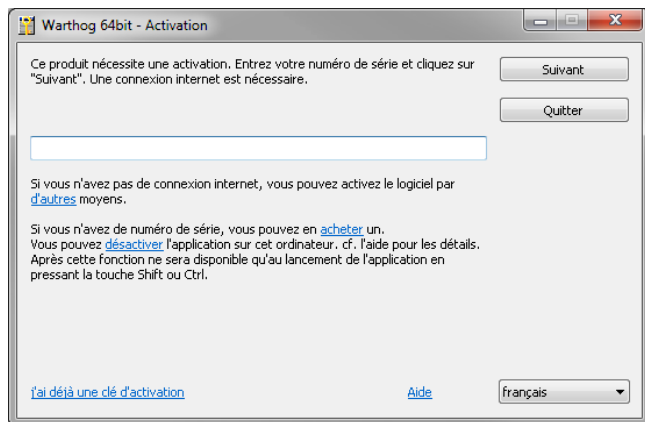 Warthog 64bit - Activation
Ce produit nécessite une activation. Entrez votre numéro de série et cliquez sur
"Suivant". Une connexion internet est nécessaire.
Suivant
Quitter
Si vous n'avez pas de connexion internet, vous pouvez activez le logiciel par
d'autres moyens.
Si vous n'avez de numéro de série, vous pouvez en acheter un.
Vous pouvez désactiver l'application sur cet ordinateur. cf. l'aide pour les détails.
Après cette fonction ne sera disponible qu'au lancement de l'application en
pressant la touche Shift ou Ctrl.
j'ai déjà une clé d'activation
Aide
français